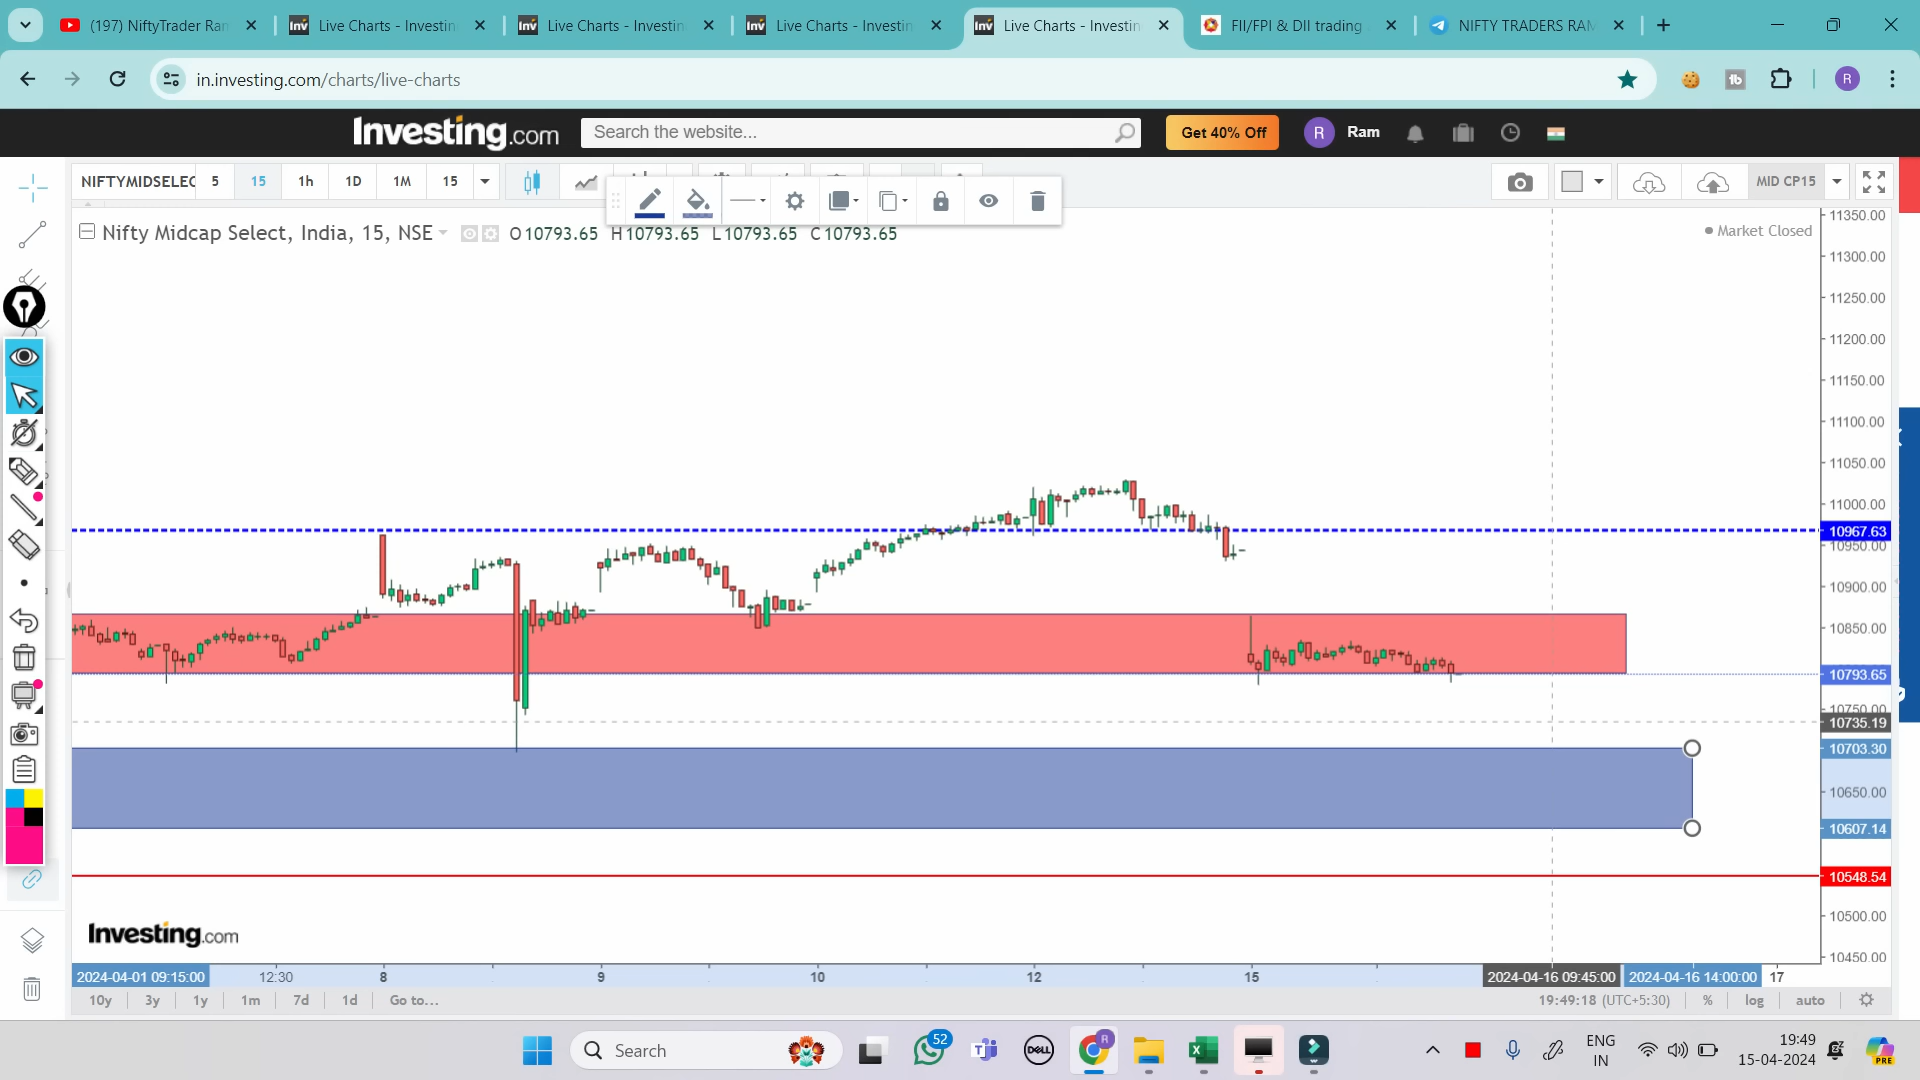 (197) NiftyTrader Ram
Live Charts - Investin
Live Charts - Investin
Live Charts - Investin
Live Charts - Investin
FII/FPI & DII trading
NIFTY TRADERS RAM
in.investing.com/charts/live-charts
R
Investing.com
Search the website...
Get 40% Off
R
Ram
NIFTYMIDSELEC
5
15
1h
1D
1M
15
MID CP15
Nifty Midcap Select, India, 15, NSE
O 10793.65 H 10793.65 L 10793.65 C 10793.65
Market Closed
11350.00
11300.00
11250.00
11200.00
11150.00
11100.00
11050.00
11000.00
10967.63
10950.00
10900.00
10850.00
10793.65
10750.00
10735.19
10703.30
10650.00
10607.14
10548.54
10500.00
10450.00
Investing.com
2024-04-01 09:15:00
12:30
8
9
10
12
15
2024-04-16 09:45:00
2024-04-16 14:00:00
17
10y
3y
1y
1m
7d
1d
Go to...
19:49:18 (UTC+5:30)
%
log
auto
Search
52
DELL
R
ENG
IN
19:49
15-04-2024
PRE